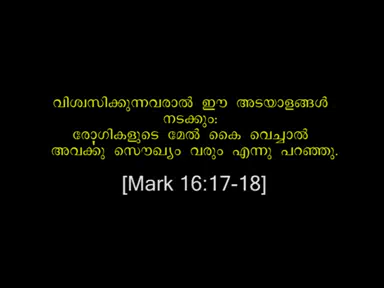 വിശ്വസിക്കുന്നവരാൽ ഈ അടയാളങ്ങൾ
നടക്കും:
രോഗികളുടെ മേൽ കൈ വെച്ചാൽ
അവർക്കു സൌഖ്യം വരും എന്നു പറഞ്ഞു.
[Mark 16:17-18]